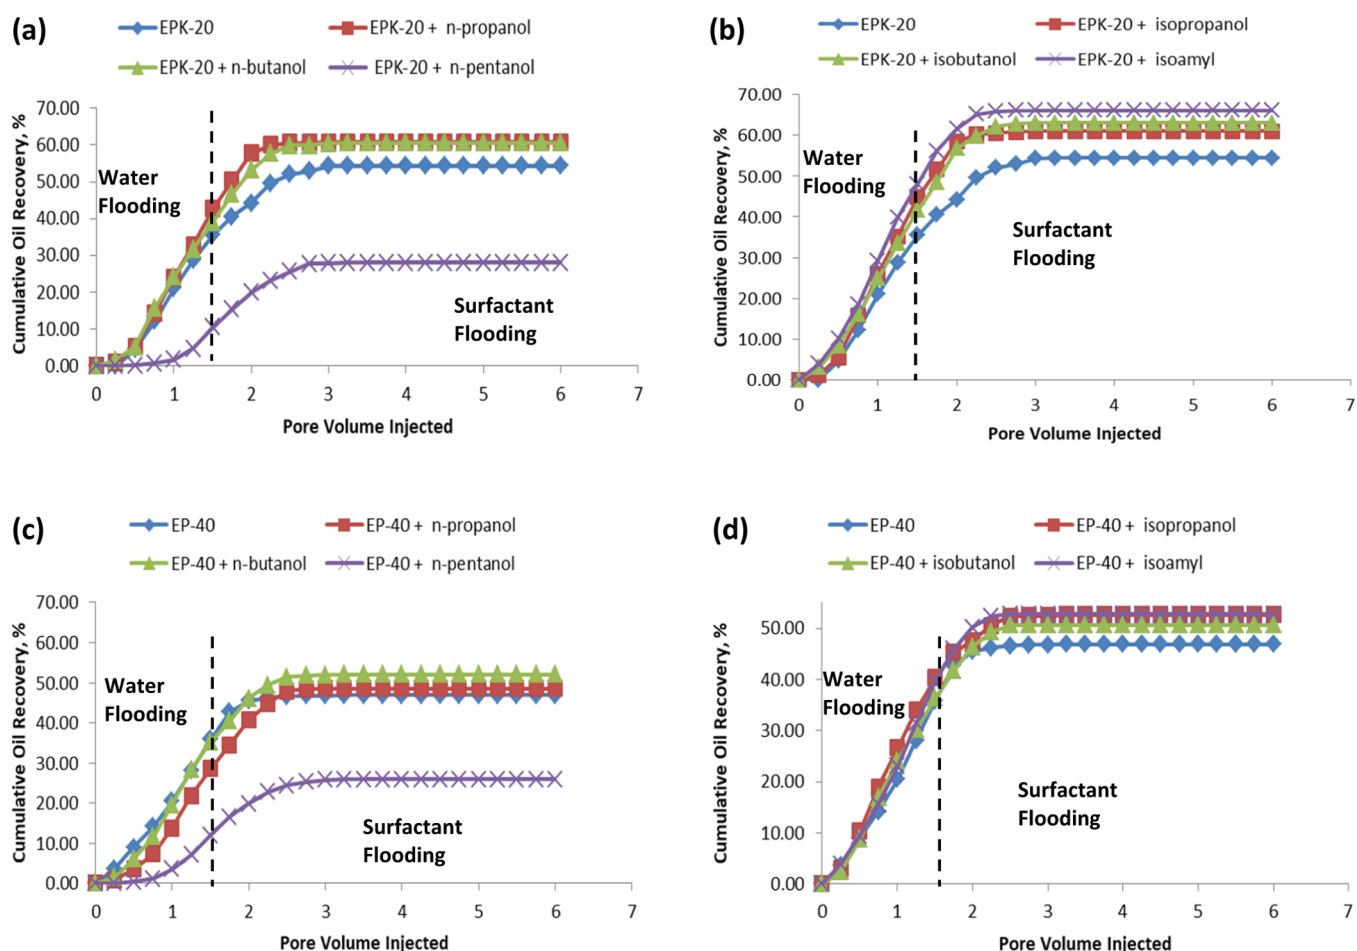 (a)
EPK-20
EPK-20 + n-propanol
EPK-20 + n-butanol
EPK-20 + n-pentanol
Cumulative Oil Recovery, %
70.00
60.00
50.00
40.00
30.00
20.00
10.00
0.00
Water
Flooding
Surfactant
Flooding
0 1 2 3 4 5 6 7
Pore Volume Injected
(b)
EPK-20
EPK-20 + isopropanol
EPK-20 + isobutanol
EPK-20 + isoamyl
Cumulative Oil Recovery, %
70.00
60.00
50.00
40.00
30.00
20.00
10.00
0.00
Water
Flooding
Surfactant
Flooding
0 1 2 3 4 5 6 7
Pore Volume Injected
(c)
EP-40
EP-40 + n-propanol
EP-40 + n-butanol
EP-40 + n-pentanol
Cumulative Oil Recovery, %
70.00
60.00
50.00
40.00
30.00
20.00
10.00
0.00
Water
Flooding
Surfactant
Flooding
0 1 2 3 4 5 6 7
Pore Volume Injected
(d)
EP-40
EP-40 + isopropanol
EP-40 + isobutanol
EP-40 + isoamyl
Cumulative Oil Recovery, %
50.00
40.00
30.00
20.00
10.00
0.00
Water
Flooding
Surfactant
Flooding
0 1 2 3 4 5 6 7
Pore Volume Injected